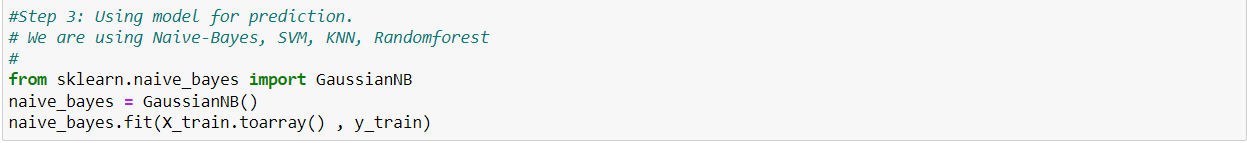 #Step 3: Using model for prediction.
# We are using Naive-Bayes, SVM, KNN, Randomforest
#
from sklearn.naive_bayes import GaussianNB
naive_bayes = GaussianNB()
naive_bayes.fit(X_train.toarray() , y_train)